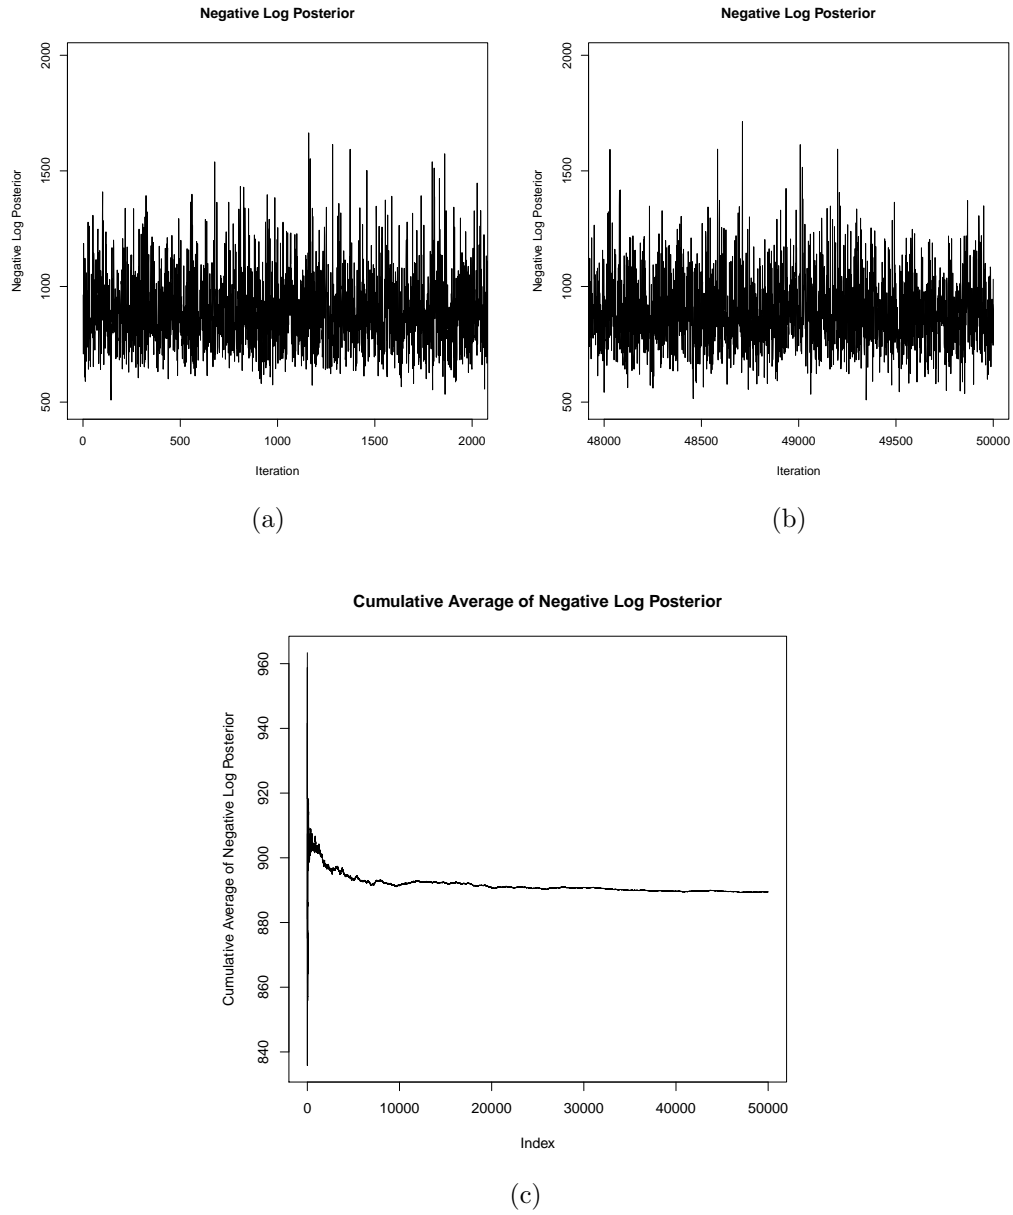 Negative Log Posterior
Negative Log Posterior
2000
1500
1000
500
0
500
1000
1500
2000
Iteration
(a)
Negative Log Posterior
Negative Log Posterior
2000
1500
1000
500
48000
48500
49000
49500
50000
Iteration
(b)
Cumulative Average of Negative Log Posterior
Cumulative Average of Negative Log Posterior
960
940
920
900
880
860
840
0
10000
20000
30000
40000
50000
Index
(c)